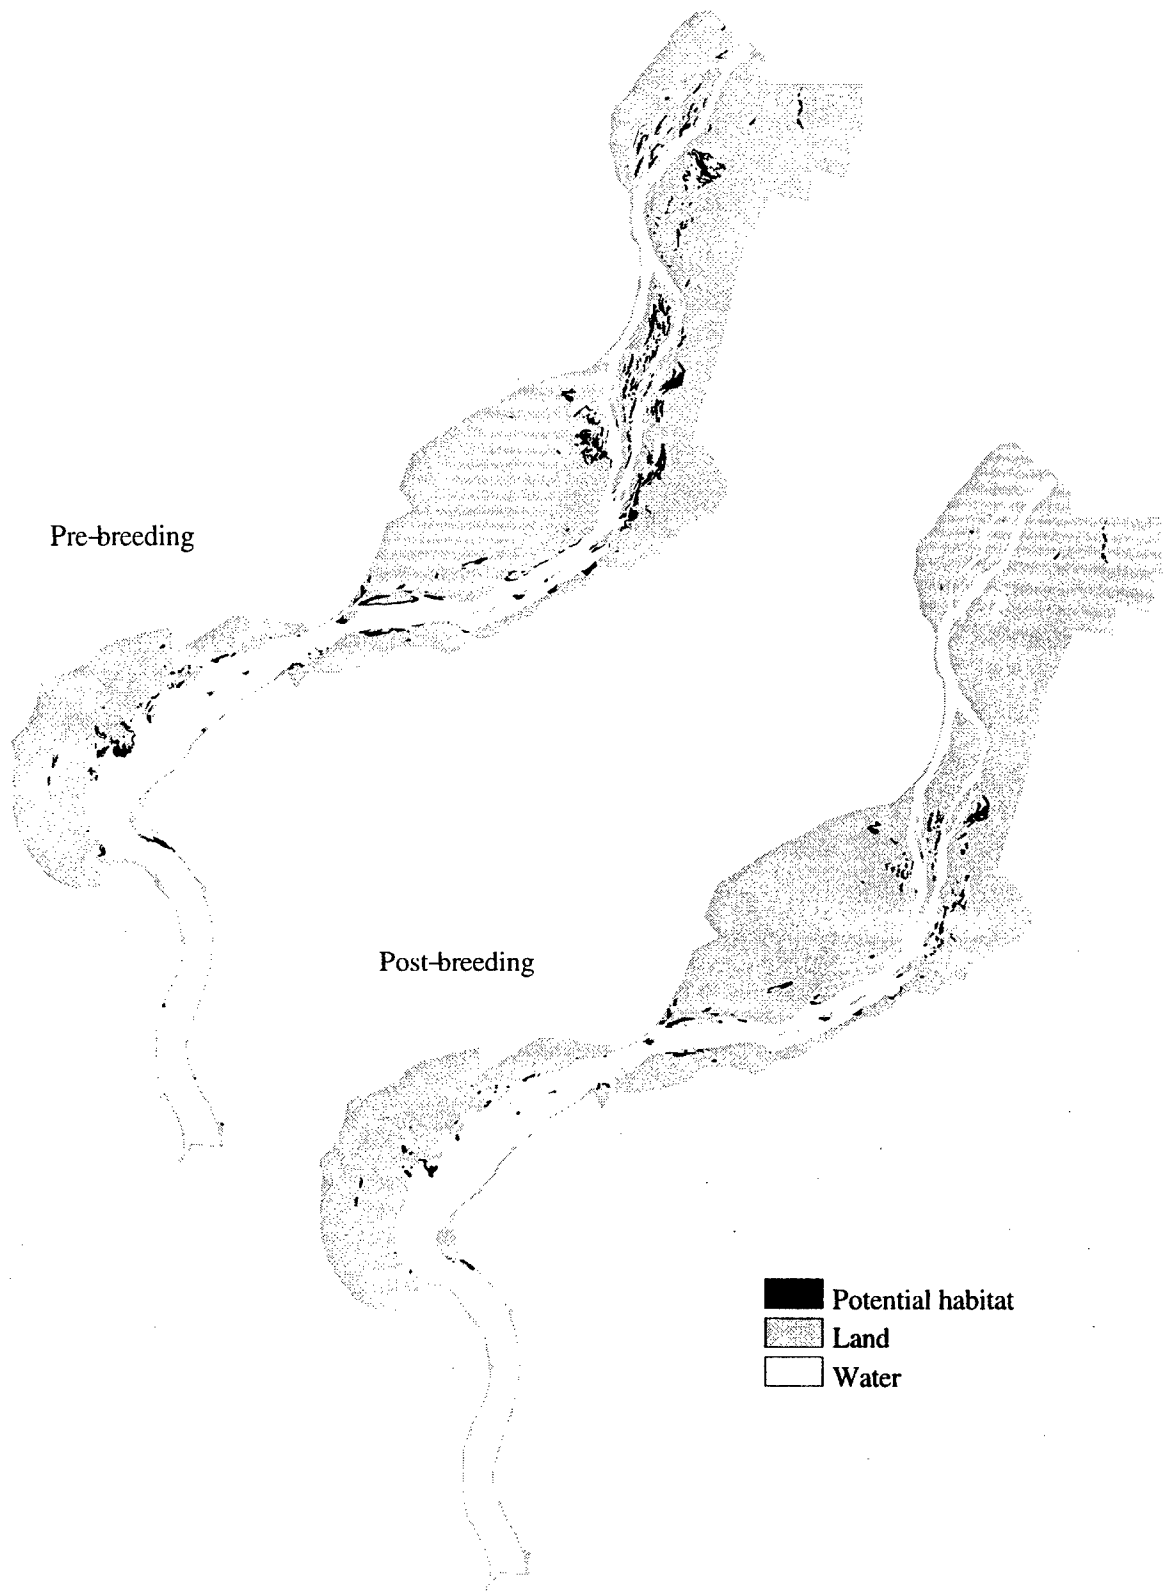 Pre-breeding
Post-breeding
Potential habitat
Land
Water